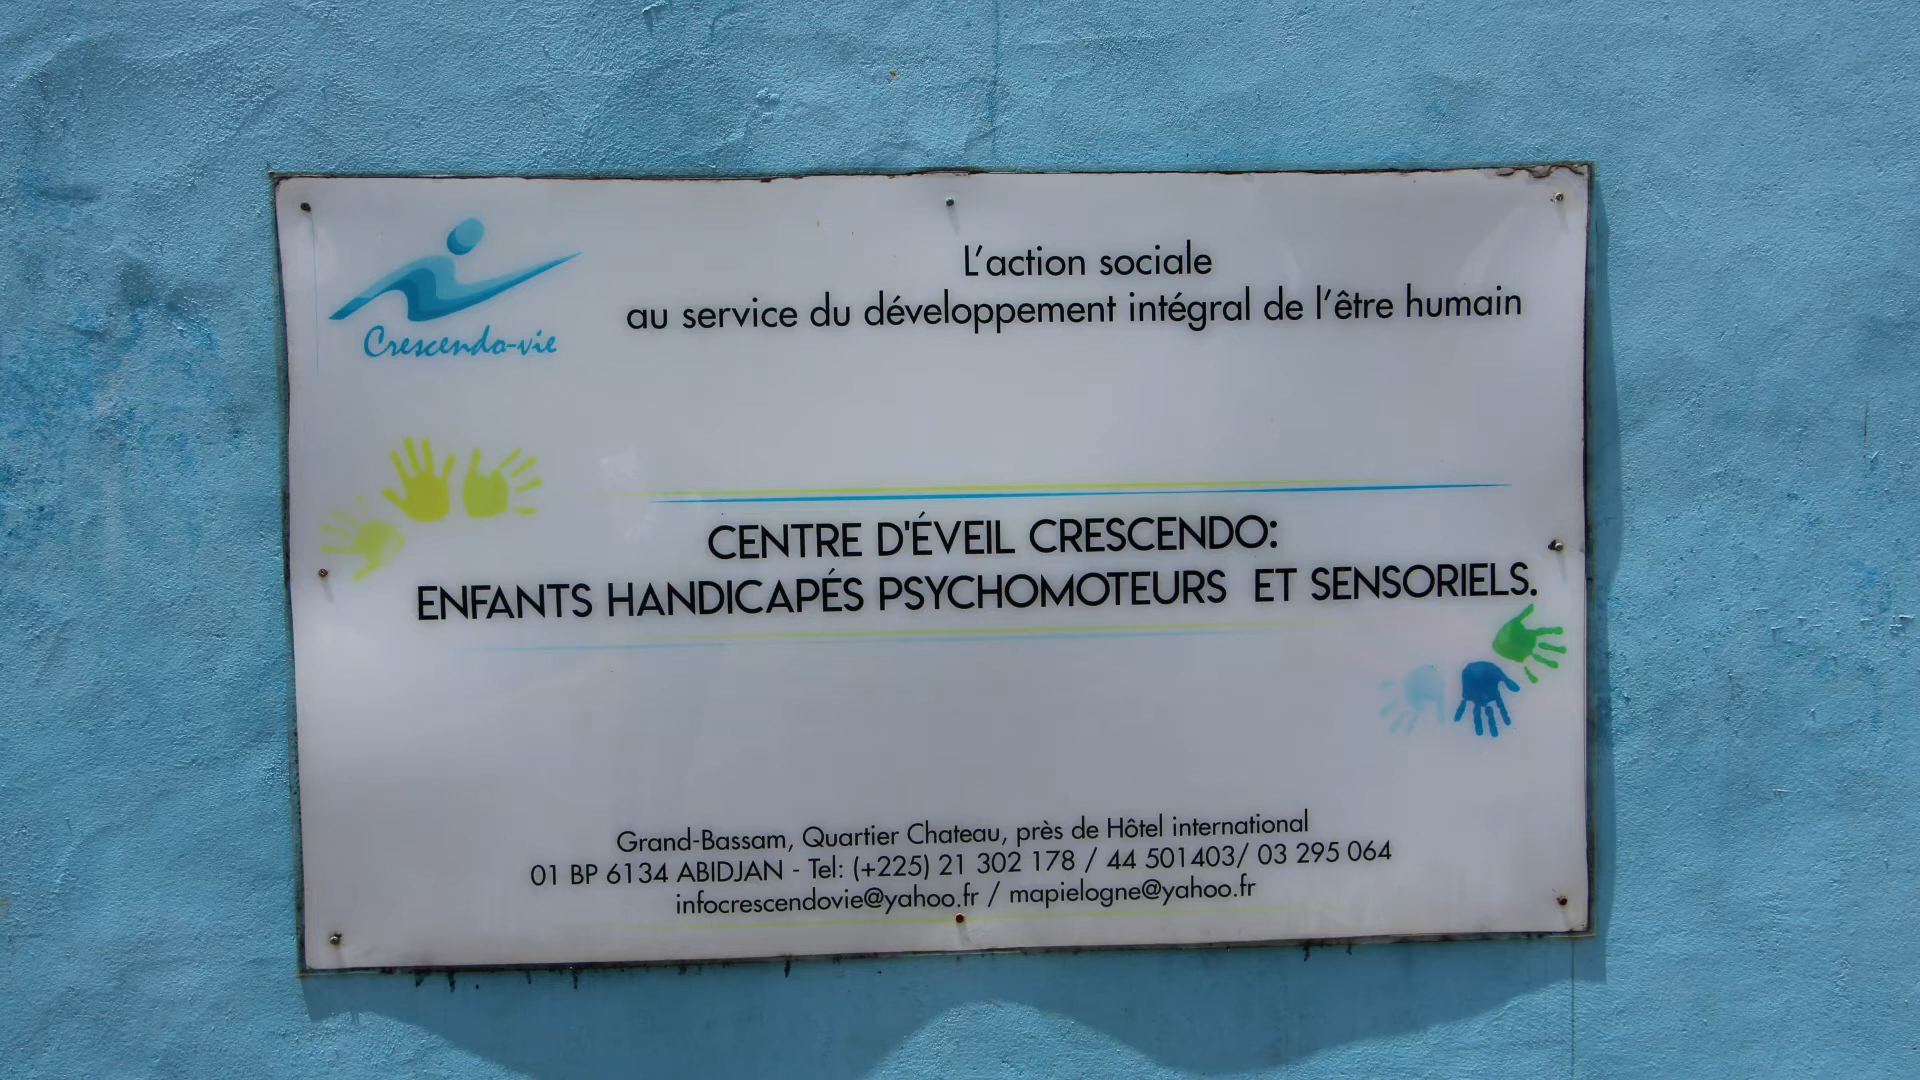 Crescendo-vie
L'action sociale
au service du développement intégral de l'être humain
CENTRE D'ÉVEIL CRESCENDO:
ENFANTS HANDICAPÉS PSYCHOMOTEURS ET SENSORIELS.
Grand-Bassam, Quartier Chateau, près de Hôtel international
01 BP 6134 ABIDJAN - Tel: (+225) 21 302 178 / 44 501403/ 03 295 064
infocrescendovie@yahoo.fr / mapielogne@yahoo.fr